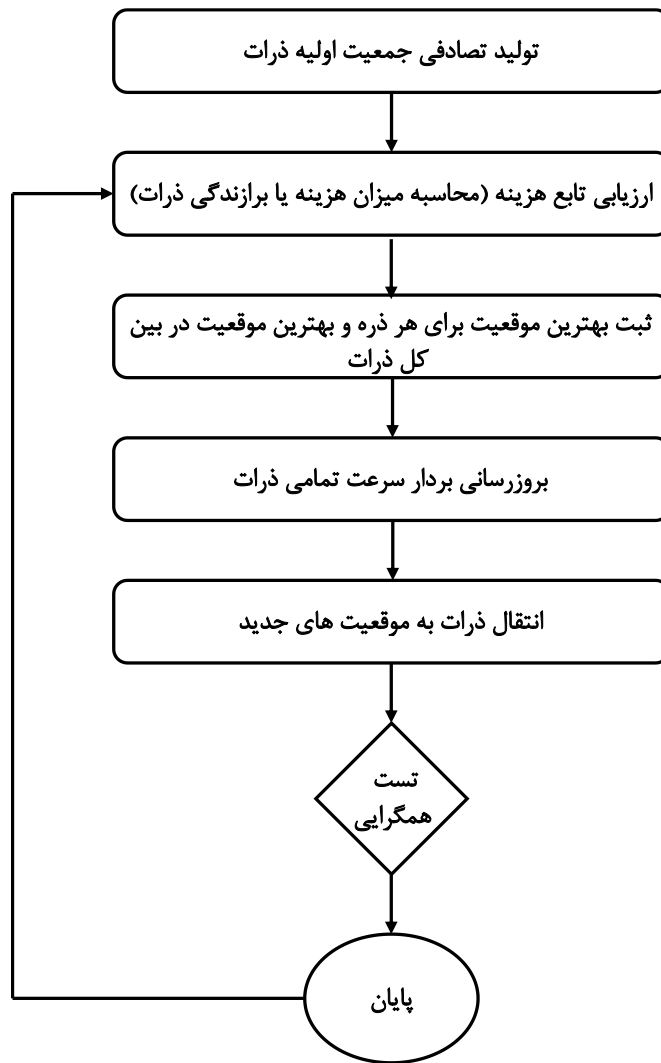 تولید تصادفی جمعیت اولیه ذرات
ارزیابی تابع هزینه (محاسبه میزان هزینه یا برازندگی ذرات)
ثبت بهترین موقعیت برای هر ذره و بهترین موقعیت در بین
کل ذرات
بروزرسانی بردار سرعت تمامی ذرات
انتقال ذرات به موقعیت های جدید
تست
همگرایی
پایان